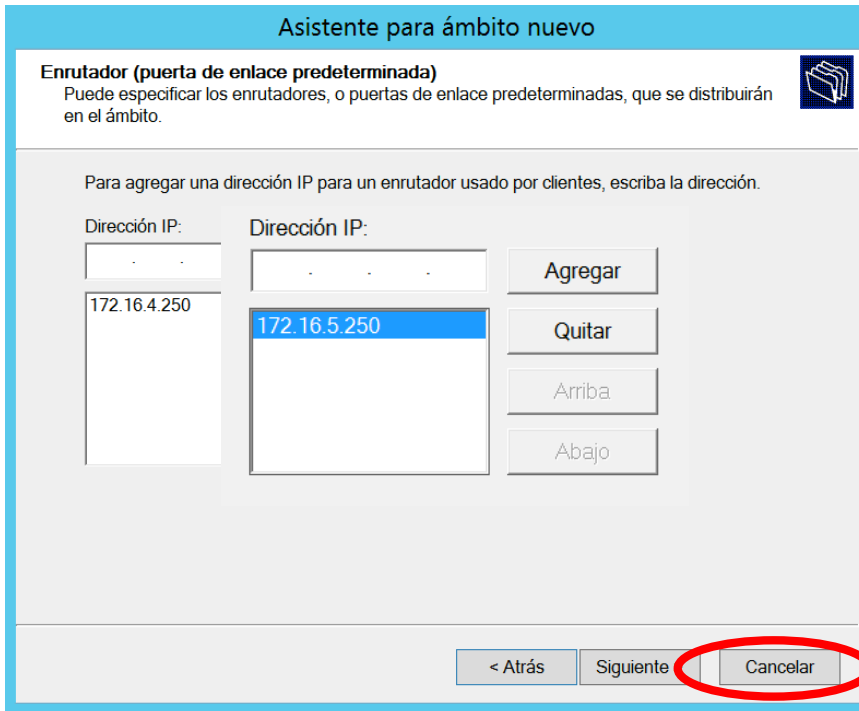 Asistente para ámbito nuevo
Enrutador (puerta de enlace predeterminada)
Puede especificar los enrutadores, o puertas de enlace predeterminadas, que se distribuirán
en el ámbito.
Para agregar una dirección IP para un enrutador usado por clientes, escriba la dirección.
Dirección IP:
172.16.4.250
Dirección IP:
Agregar
172.16.5.250
Quitar
Arriba
Abajo
< Atrás
Siguiente
Cancelar